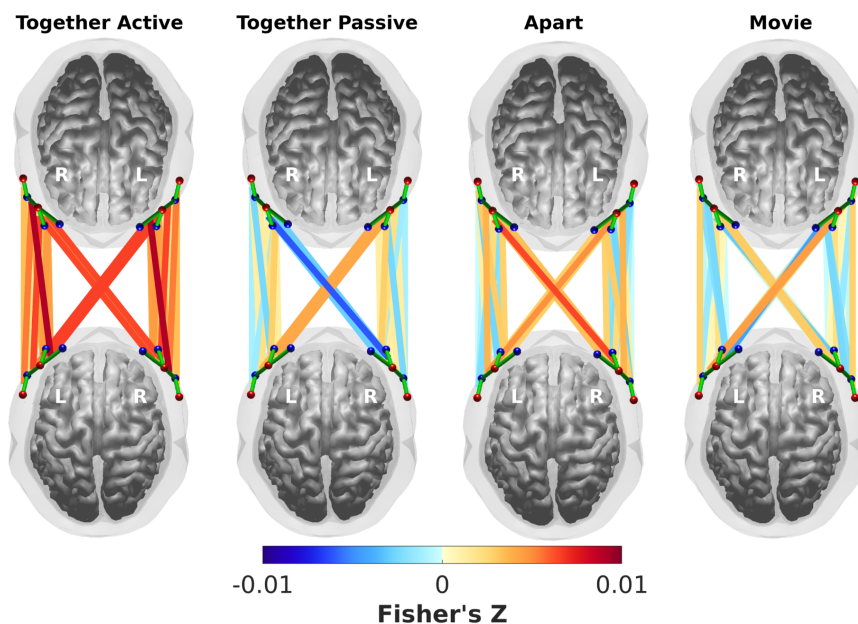 Together Active Together Passive Apart Movie
R L R L R L R L
L R L R L R L R
-0.01 0 0.01
Fisher's Z